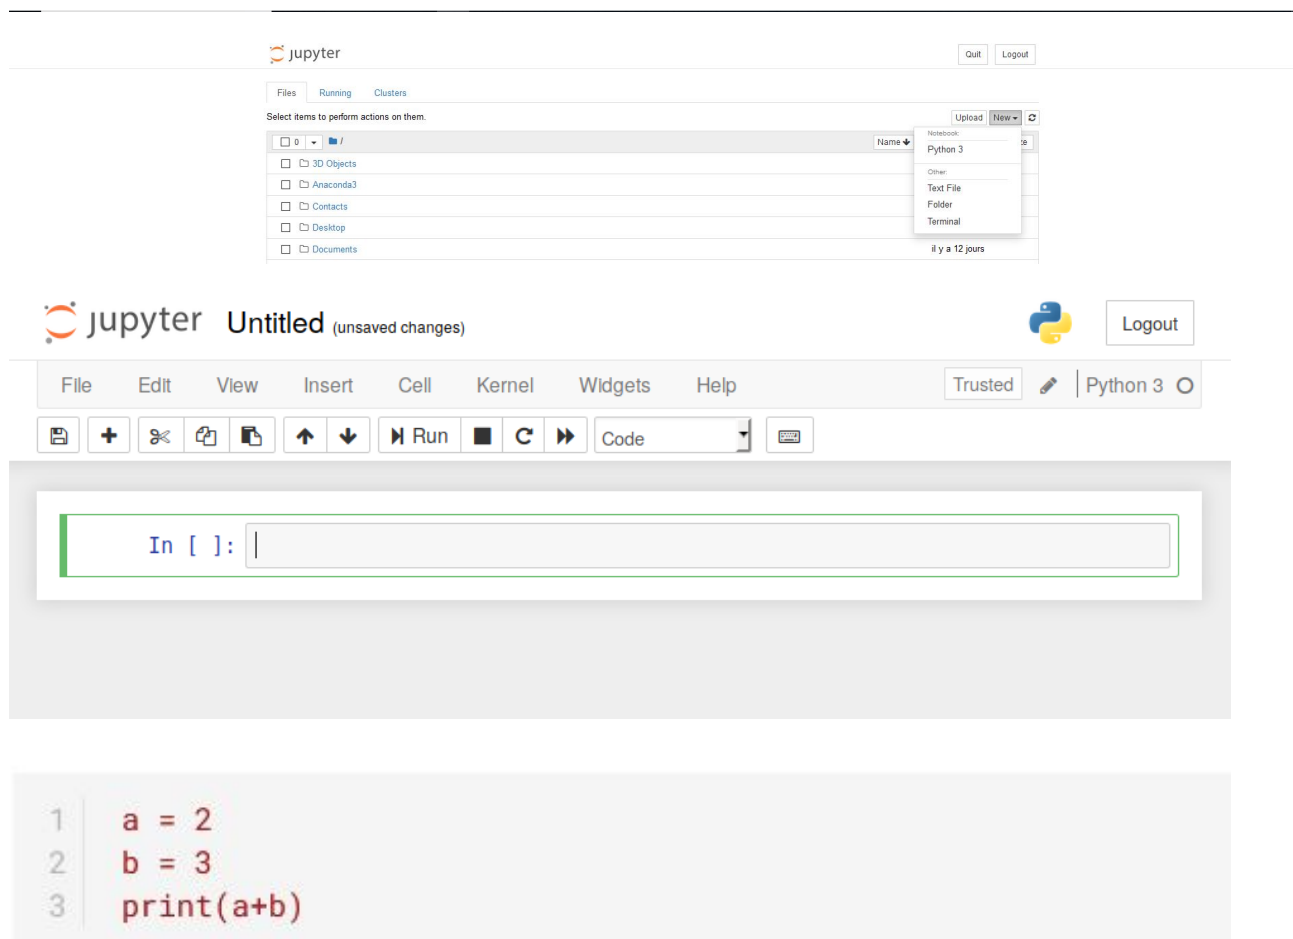 jupyter Quit Logout
Files Running Clusters
Select items to perform actions on them. Upload New
0 / Name
Notebook:
Python 3
3D Objects
Other:
Anaconda3 Text File
Contacts Folder
Desktop Terminal
Documents il y a 12 jours
jupyter Untitled (unsaved changes) Logout
File Edit View Insert Cell Kernel Widgets Help Trusted Python 3
Run Code
In [ ]:
1 a = 2
2 b = 3
3 print(a+b)